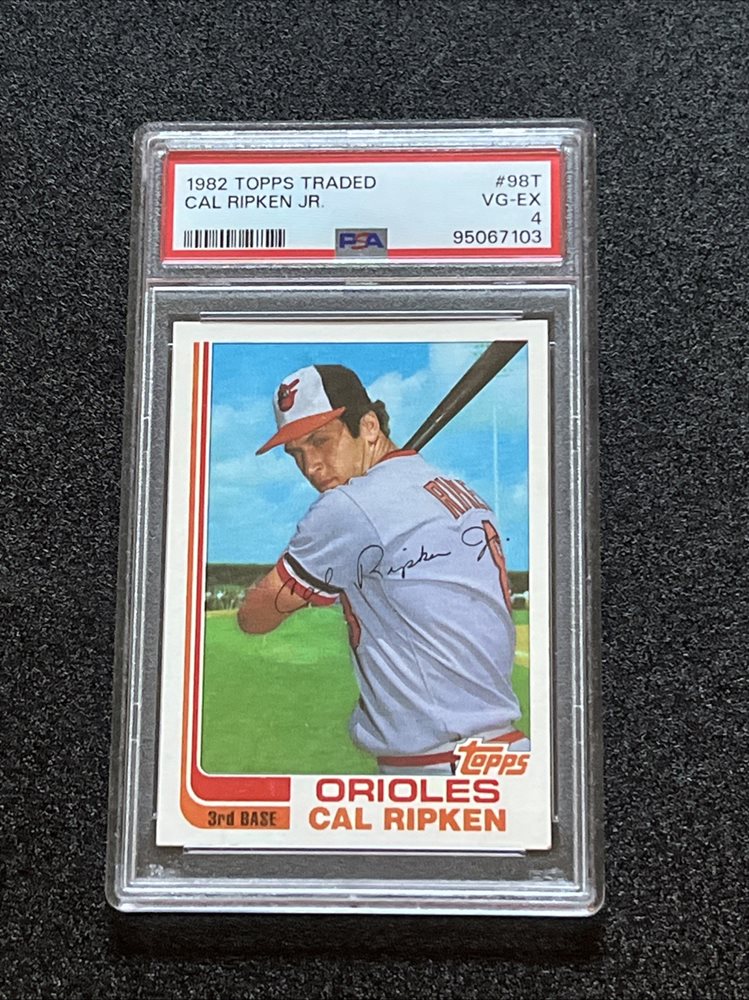 1982 TOPPS TRADED #98T
CAL RIPKEN JR. VG-EX
4
PSA 95067103
Cal Ripken Jr.
topps
ORIOLES
3rd BASE CAL RIPKEN